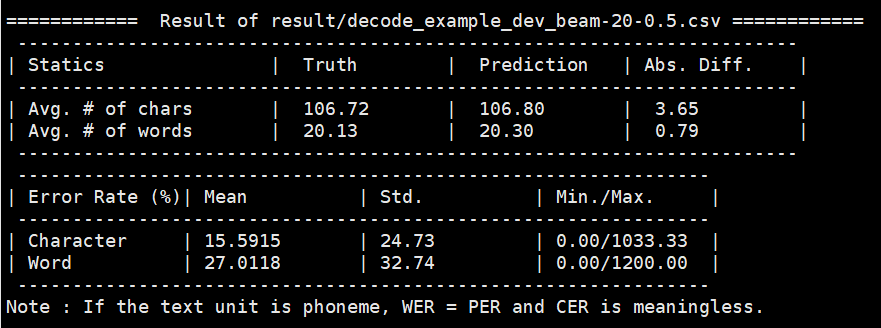 ============  Result of result/decode_example_dev_beam-20-0.5.csv ============
 -----------------------------------------------------------------------
| Statics               |  Truth        |  Prediction   | Abs. Diff.    |
 -----------------------------------------------------------------------
| Avg. # of chars       |  106.72       |  106.80       |  3.65         |
| Avg. # of words       |  20.13        |  20.30        |  0.79         |
 -----------------------------------------------------------------------
 ---------------------------------------------------------------
| Error Rate (%)| Mean          | Std.          | Min./Max.     |
 ---------------------------------------------------------------
| Character     | 15.5915       | 24.73         | 0.00/1033.33  |
| Word          | 27.0118       | 32.74         | 0.00/1200.00  |
 ---------------------------------------------------------------
Note : If the text unit is phoneme, WER = PER and CER is meaningless.